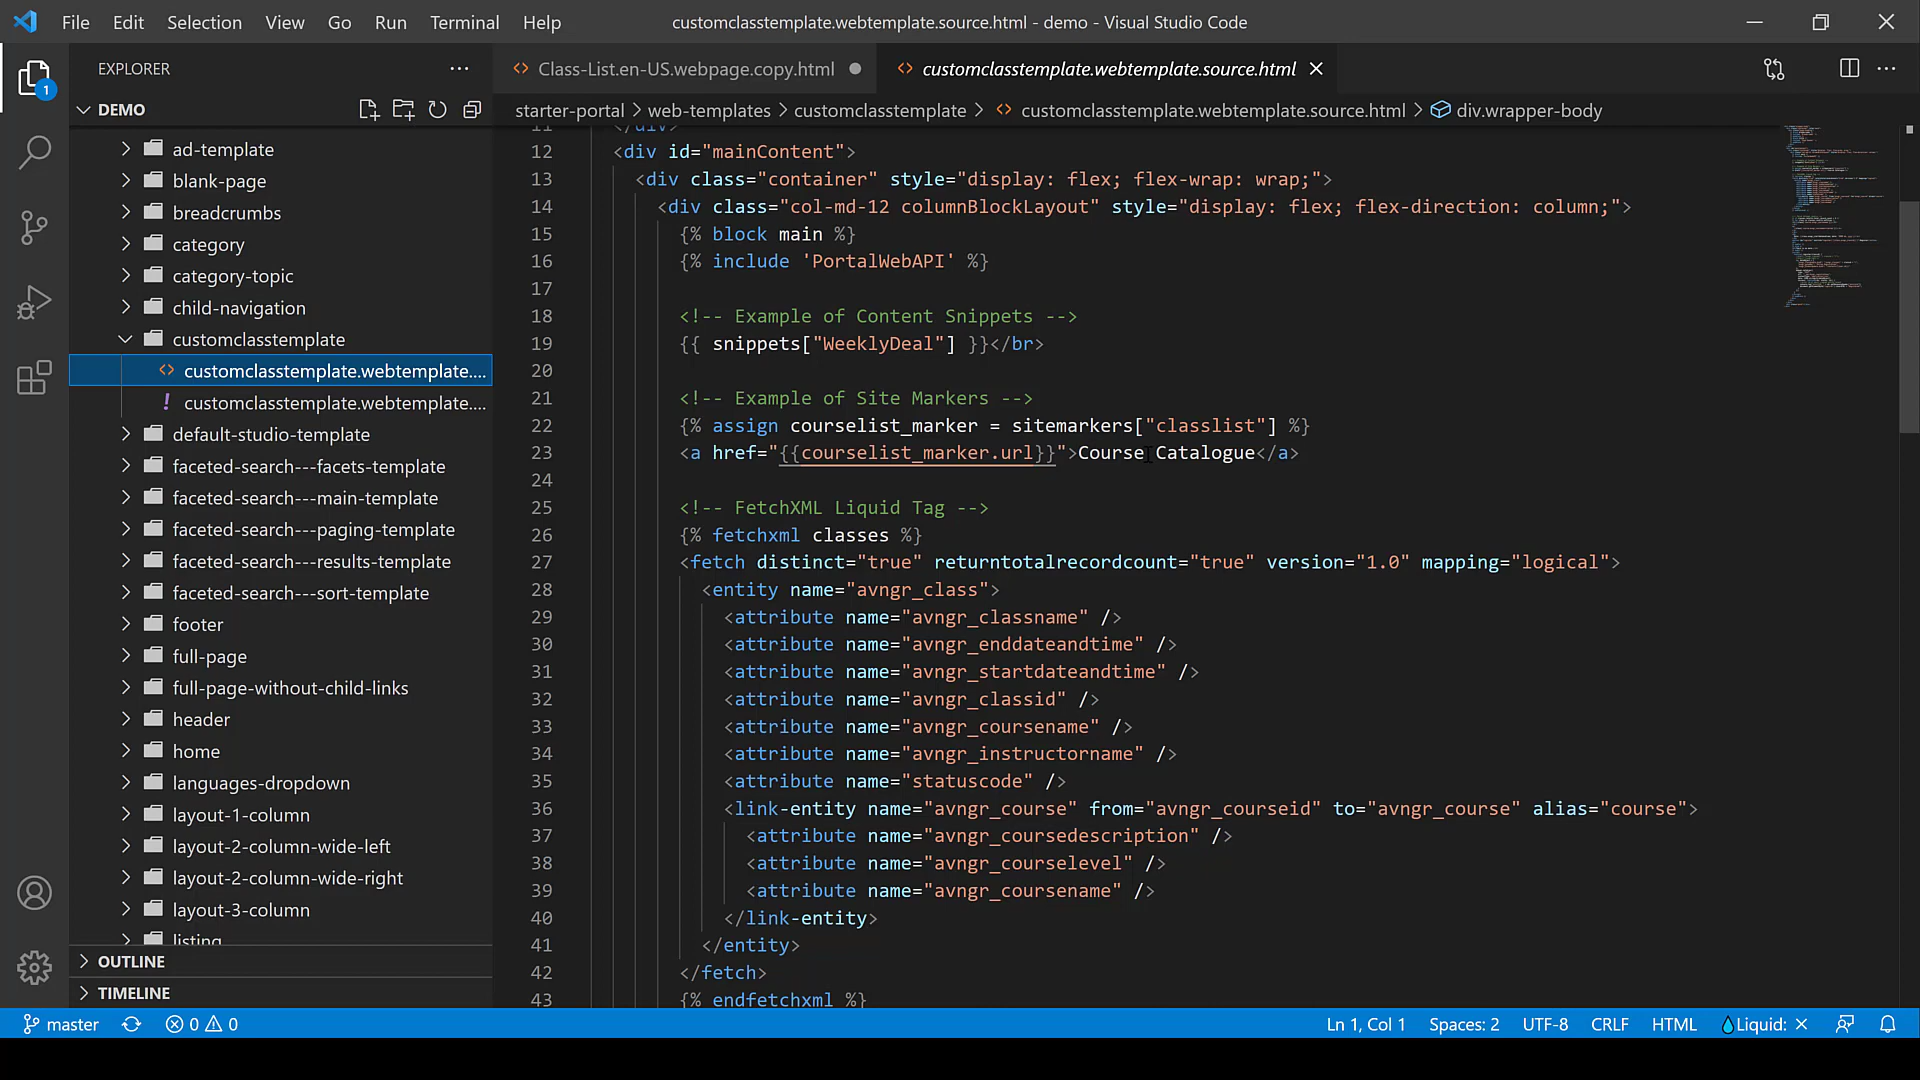 File Edit Selection View Go Run Terminal Help
customclasstemplate.webtemplate.source.html - demo - Visual Studio Code
EXPLORER
Class-List.en-US.webpage.copy.html
customclasstemplate.webtemplate.source.html
DEMO
starter-portal > web-templates > customclasstemplate > customclasstemplate.webtemplate.source.html > div.wrapper-body
1
ad-template
blank-page
breadcrumbs
category
category-topic
child-navigation
customclasstemplate
customclasstemplate.webtemplate....
customclasstemplate.webtemplate....
default-studio-template
faceted-search---facets-template
faceted-search---main-template
faceted-search---paging-template
faceted-search---results-template
faceted-search---sort-template
footer
full-page
full-page-without-child-links
header
home
languages-dropdown
layout-1-column
layout-2-column-wide-left
layout-2-column-wide-right
layout-3-column
listing
OUTLINE
TIMELINE
11 </div>
12 <div id="mainContent">
13 <div class="container" style="display: flex; flex-wrap: wrap;">
14 <div class="col-md-12 columnBlockLayout" style="display: flex; flex-direction: column;">
15 {% block main %}
16 {% include 'PortalWebAPI' %}
17
18 <!-- Example of Content Snippets -->
19 {{ snippets["WeeklyDeal"] }}</br>
20
21 <!-- Example of Site Markers -->
22 {% assign courselist_marker = sitemarkers["classlist"] %}
23 <a href="{{courselist_marker.url}}">Course Catalogue</a>
24
25 <!-- FetchXML Liquid Tag -->
26 {% fetchxml classes %}
27 <fetch distinct="true" returntotalrecordcount="true" version="1.0" mapping="logical">
28 <entity name="avngr_class">
29 <attribute name="avngr_classname" />
30 <attribute name="avngr_enddateandtime" />
31 <attribute name="avngr_startdateandtime" />
32 <attribute name="avngr_classid" />
33 <attribute name="avngr_coursename" />
34 <attribute name="avngr_instructorname" />
35 <attribute name="statuscode" />
36 <link-entity name="avngr_course" from="avngr_courseid" to="avngr_course" alias="course">
37 <attribute name="avngr_coursedescription" />
38 <attribute name="avngr_courselevel" />
39 <attribute name="avngr_coursename" />
40 </link-entity>
41 </entity>
42 </fetch>
43 {% endfetchxml %}
master 0 0 Ln 1, Col 1 Spaces: 2 UTF-8 CRLF HTML Liquid: